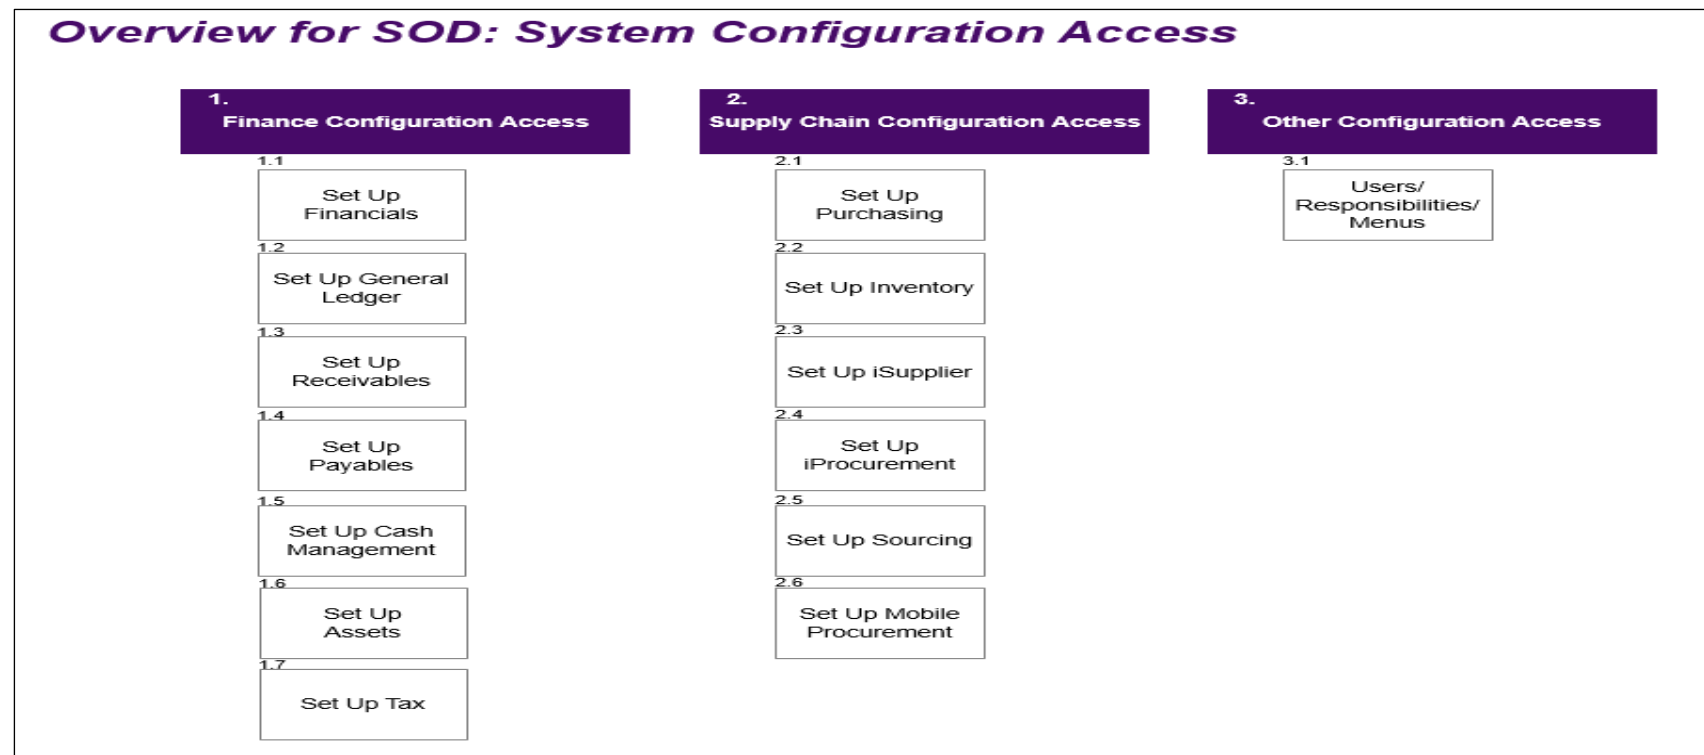 Overview for SOD: System Configuration Access
1.
Finance Configuration Access
1.1
Set Up
Financials
1.2
Set Up General
Ledger
1.3
Set Up
Receivables
1.4
Set Up
Payables
1.5
Set Up Cash
Management
1.6
Set Up
Assets
1.7
Set Up Tax
2.
Supply Chain Configuration Access
2.1
Set Up
Purchasing
2.2
Set Up Inventory
2.3
Set Up iSupplier
2.4
Set Up
iProcurement
2.5
Set Up Sourcing
2.6
Set Up Mobile
Procurement
3.
Other Configuration Access
3.1
Users/
Responsibilities/
Menus